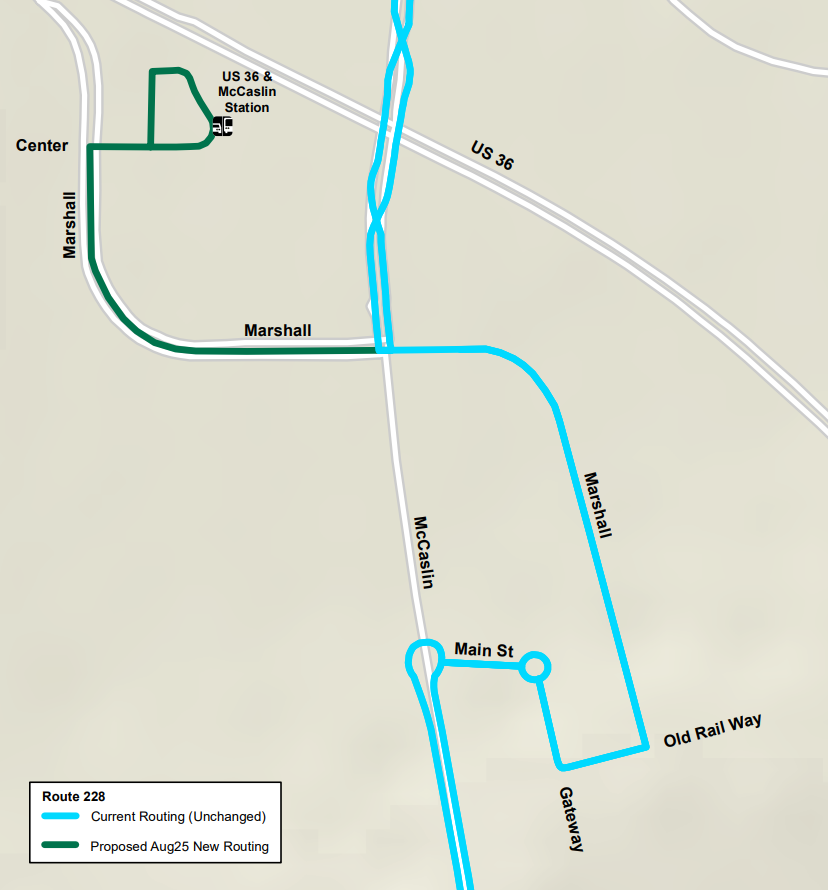 US 36 &
McCaslin
Station
Center
US 36
Marshall
Marshall
Marshall
McCaslin
Main St
Old Rail Way
Gateway
Route 228
Current Routing (Unchanged)
Proposed Aug25 New Routing